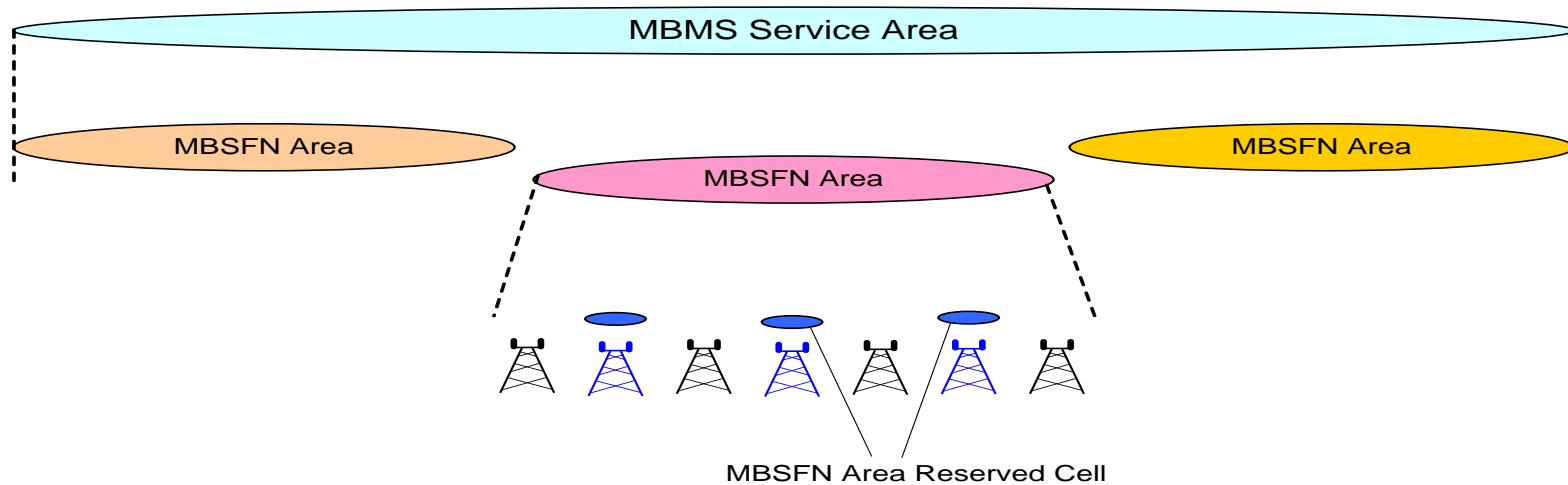 MBMS Service Area
MBSFN Area
MBSFN Area
MBSFN Area
MBSFN Area Reserved Cell